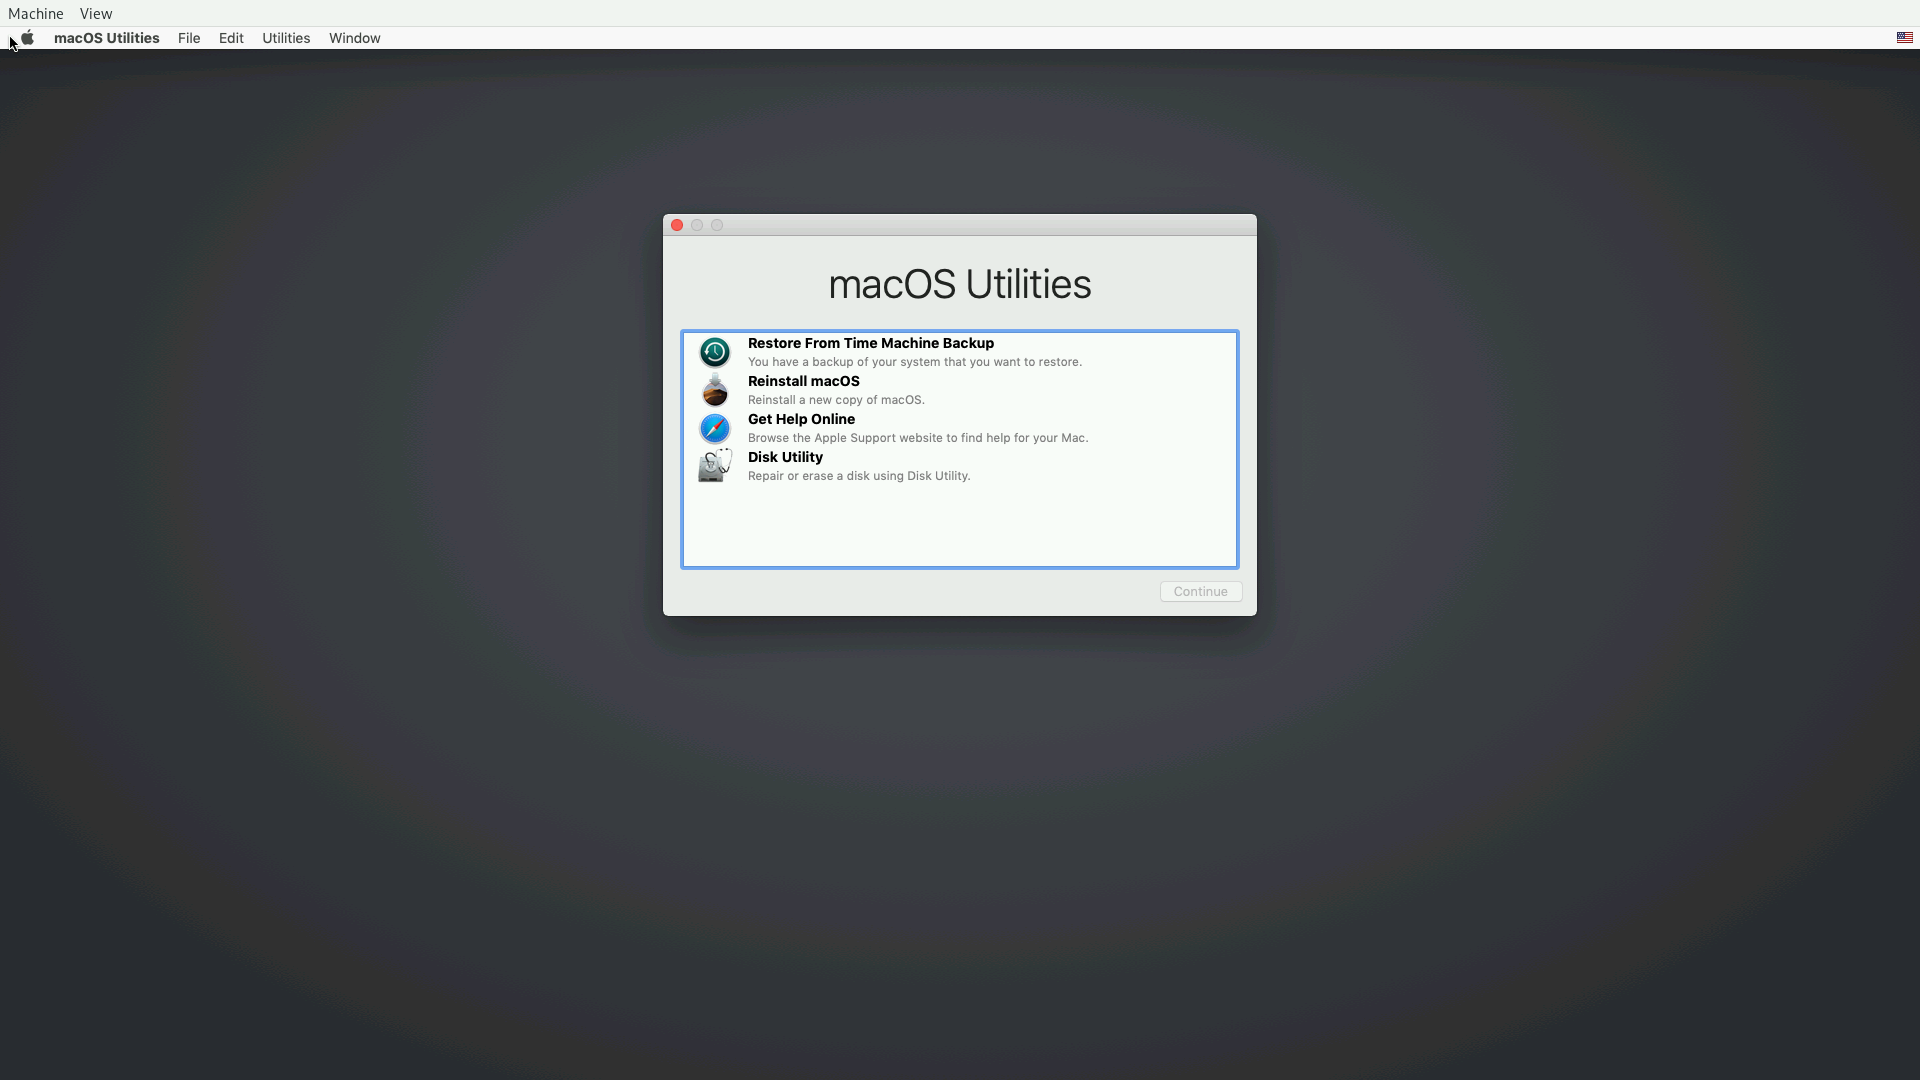 Machine View
macOS Utilities File Edit Utilities Window
macOS Utilities
Restore From Time Machine Backup
You have a backup of your system that you want to restore.
Reinstall macOS
Reinstall a new copy of macOS.
Get Help Online
Browse the Apple Support website to find help for your Mac.
Disk Utility
Repair or erase a disk using Disk Utility.
Continue